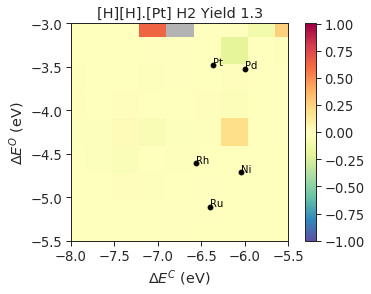 [H][H].[Pt] H2 Yield 1.3
−3.0
−3.5
−4.0
−4.5
−5.0
−5.5
ΔE^O (eV)
Pt
Pd
Rh
Ni
Ru
−8.0 −7.5 −7.0 −6.5 −6.0 −5.5
ΔE^C (eV)
1.00
0.75
0.50
0.25
0.00
−0.25
−0.50
−0.75
−1.00